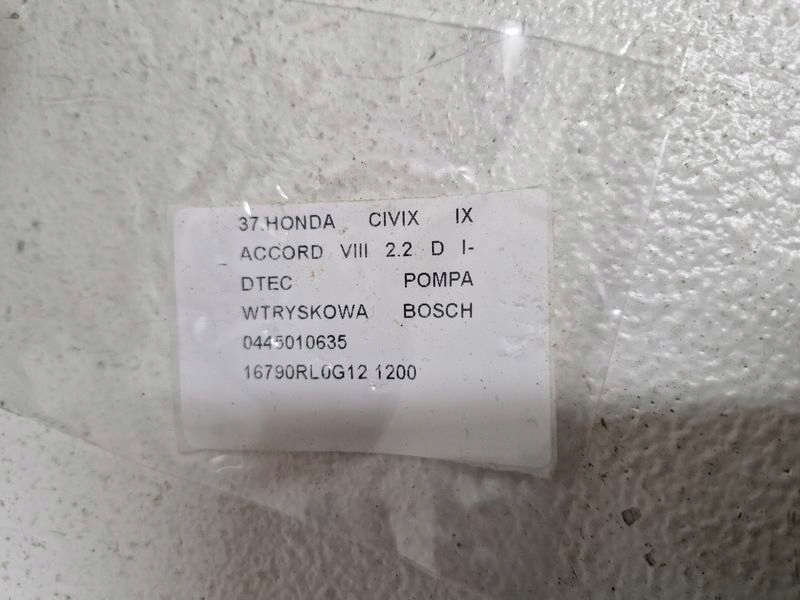 37.HONDA CIVIX IX
ACCORD VIII 2.2 D I-
DTEC POMPA
WTRYSKOWA BOSCH
0445010635
16790RL0G12 1200